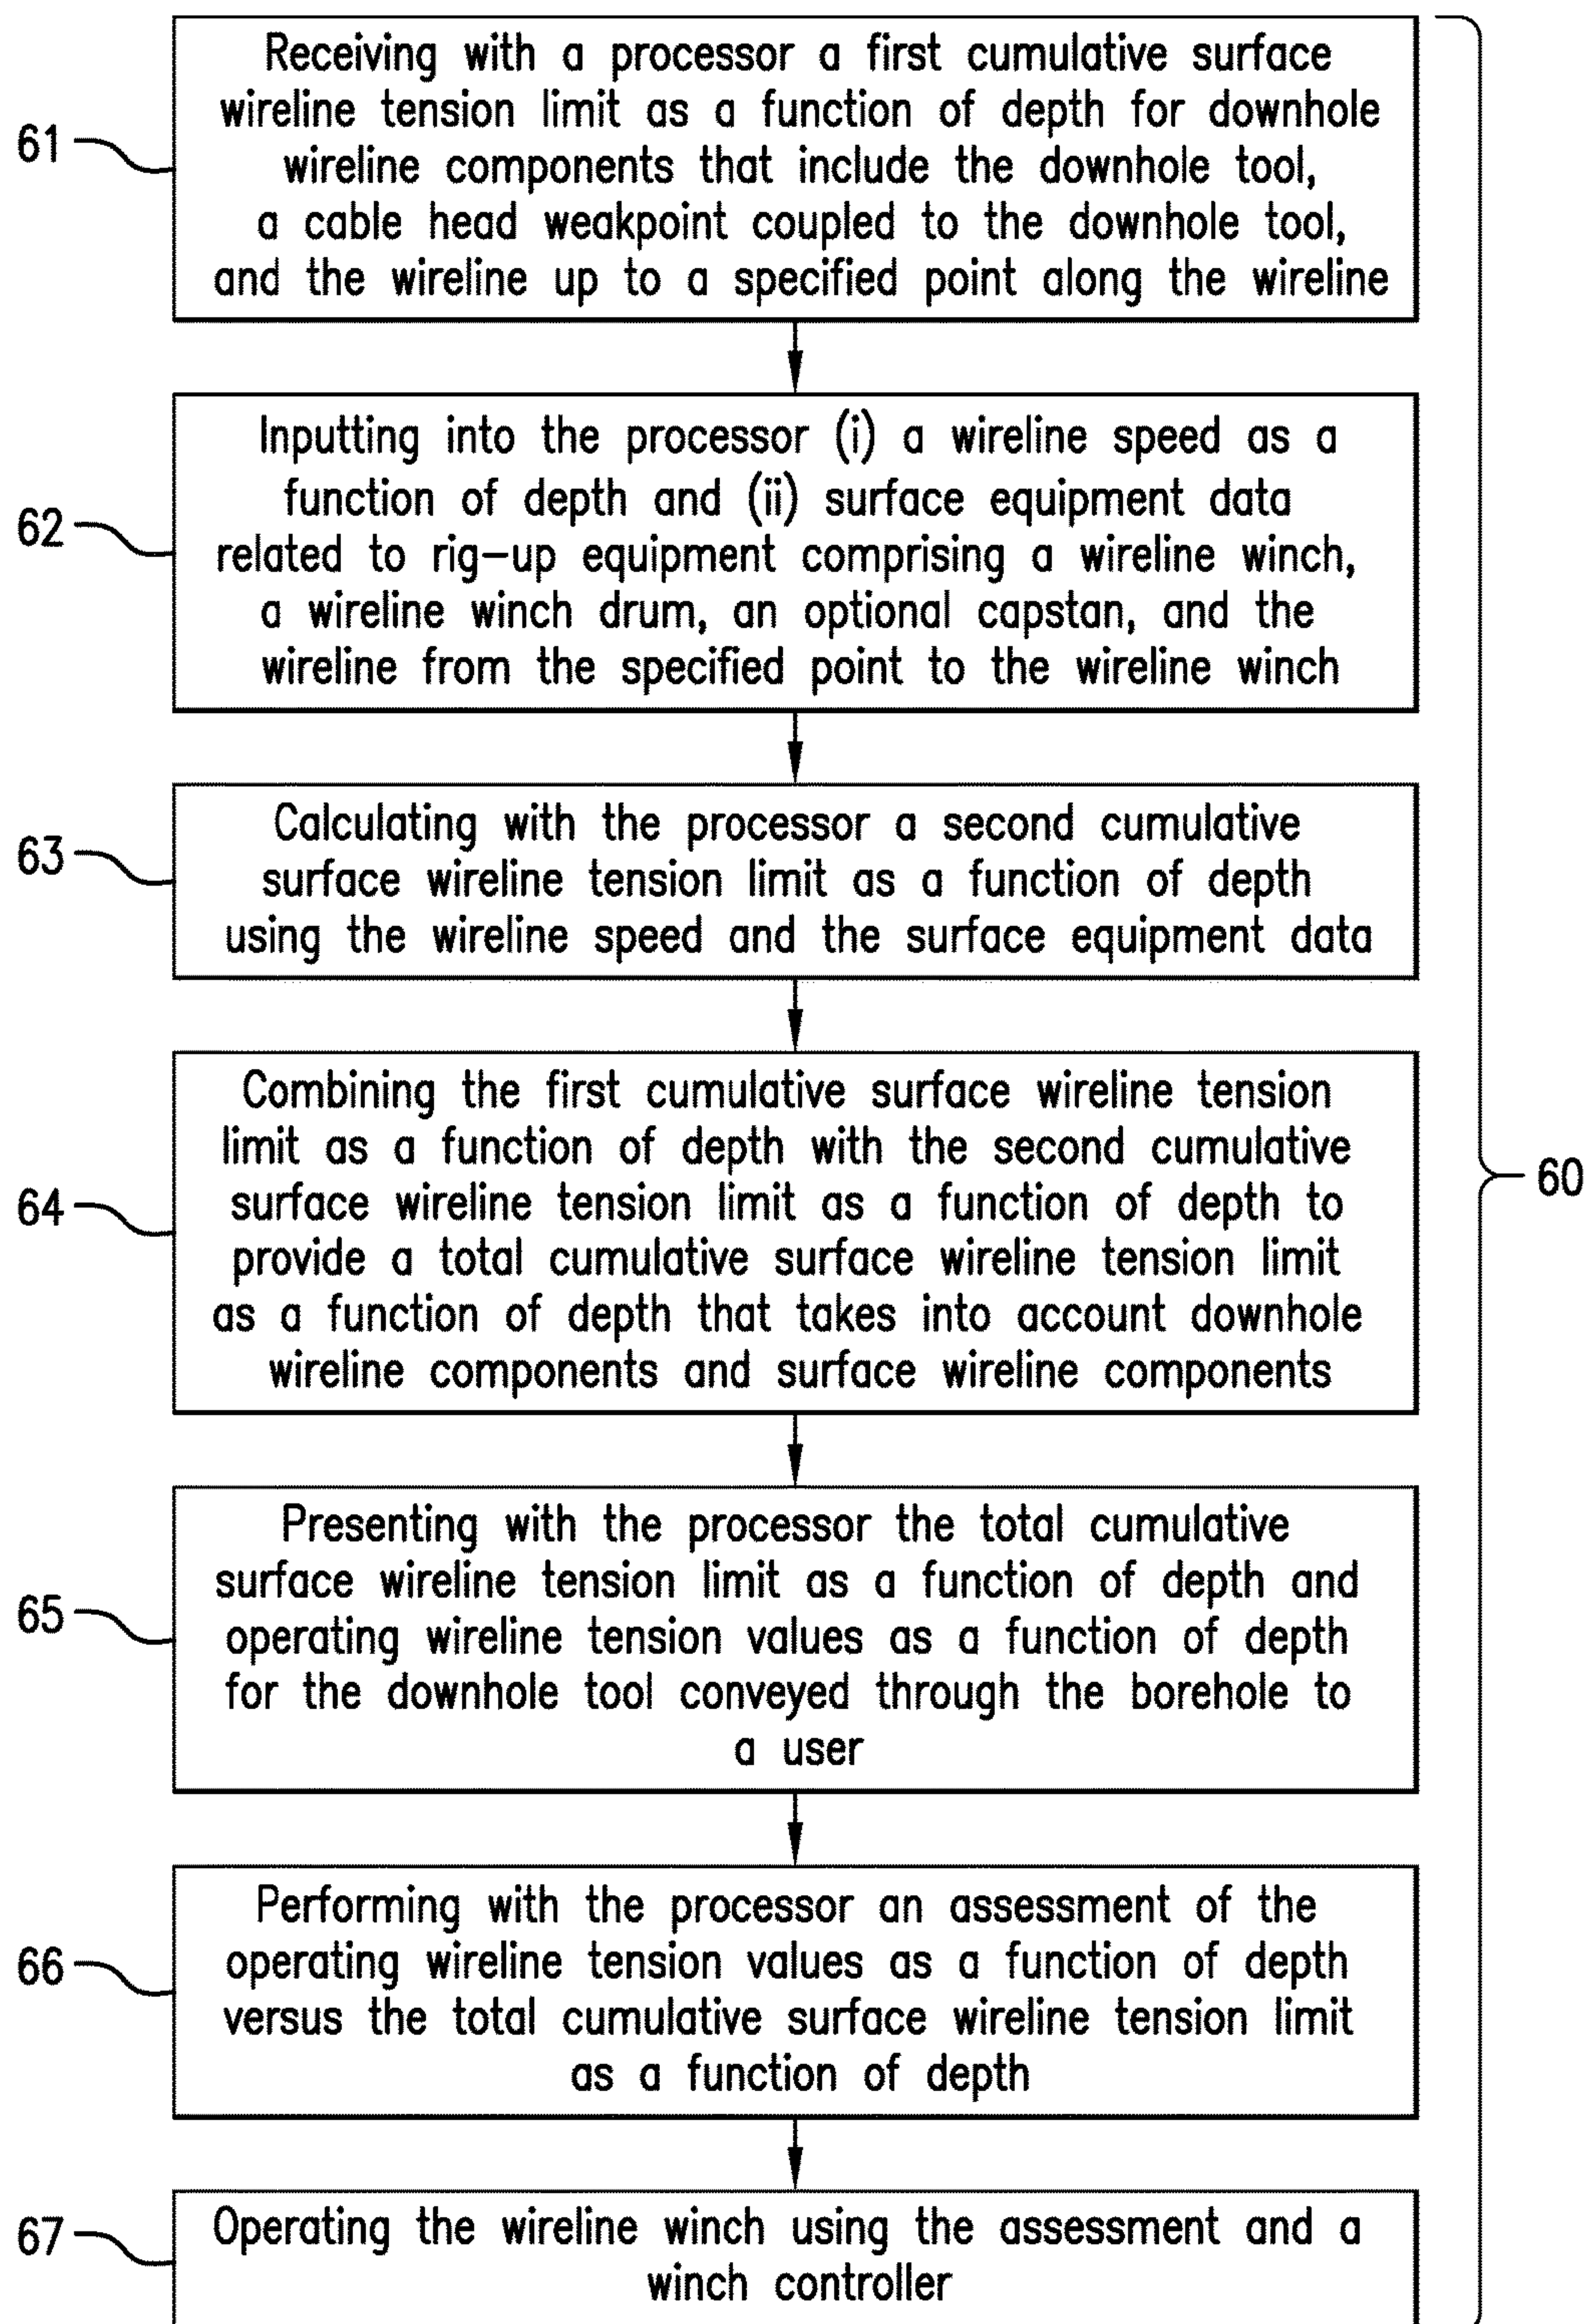 Receiving with a processor a first cumulative surface
wireline tension limit as a function of depth for downhole
wireline components that include the downhole tool,
a cable head weakpoint coupled to the downhole tool,
and the wireline up to a specified point along the wireline
61
Inputting into the processor (i) a wireline speed as a
function of depth and (ii) surface equipment data
related to rig-up equipment comprising a wireline winch,
a wireline winch drum, an optional capstan, and the
wireline from the specified point to the wireline winch
62
Calculating with the processor a second cumulative
surface wireline tension limit as a function of depth
using the wireline speed and the surface equipment data
63
Combining the first cumulative surface wireline tension
limit as a function of depth with the second cumulative
surface wireline tension limit as a function of depth to
provide a total cumulative surface wireline tension limit
as a function of depth that takes into account downhole
wireline components and surface wireline components
64
60
Presenting with the processor the total cumulative
surface wireline tension limit as a function of depth and
operating wireline tension values as a function of depth
for the downhole tool conveyed through the borehole to
a user
65
Performing with the processor an assessment of the
operating wireline tension values as a function of depth
versus the total cumulative surface wireline tension limit
as a function of depth
66
Operating the wireline winch using the assessment and a
winch controller
67